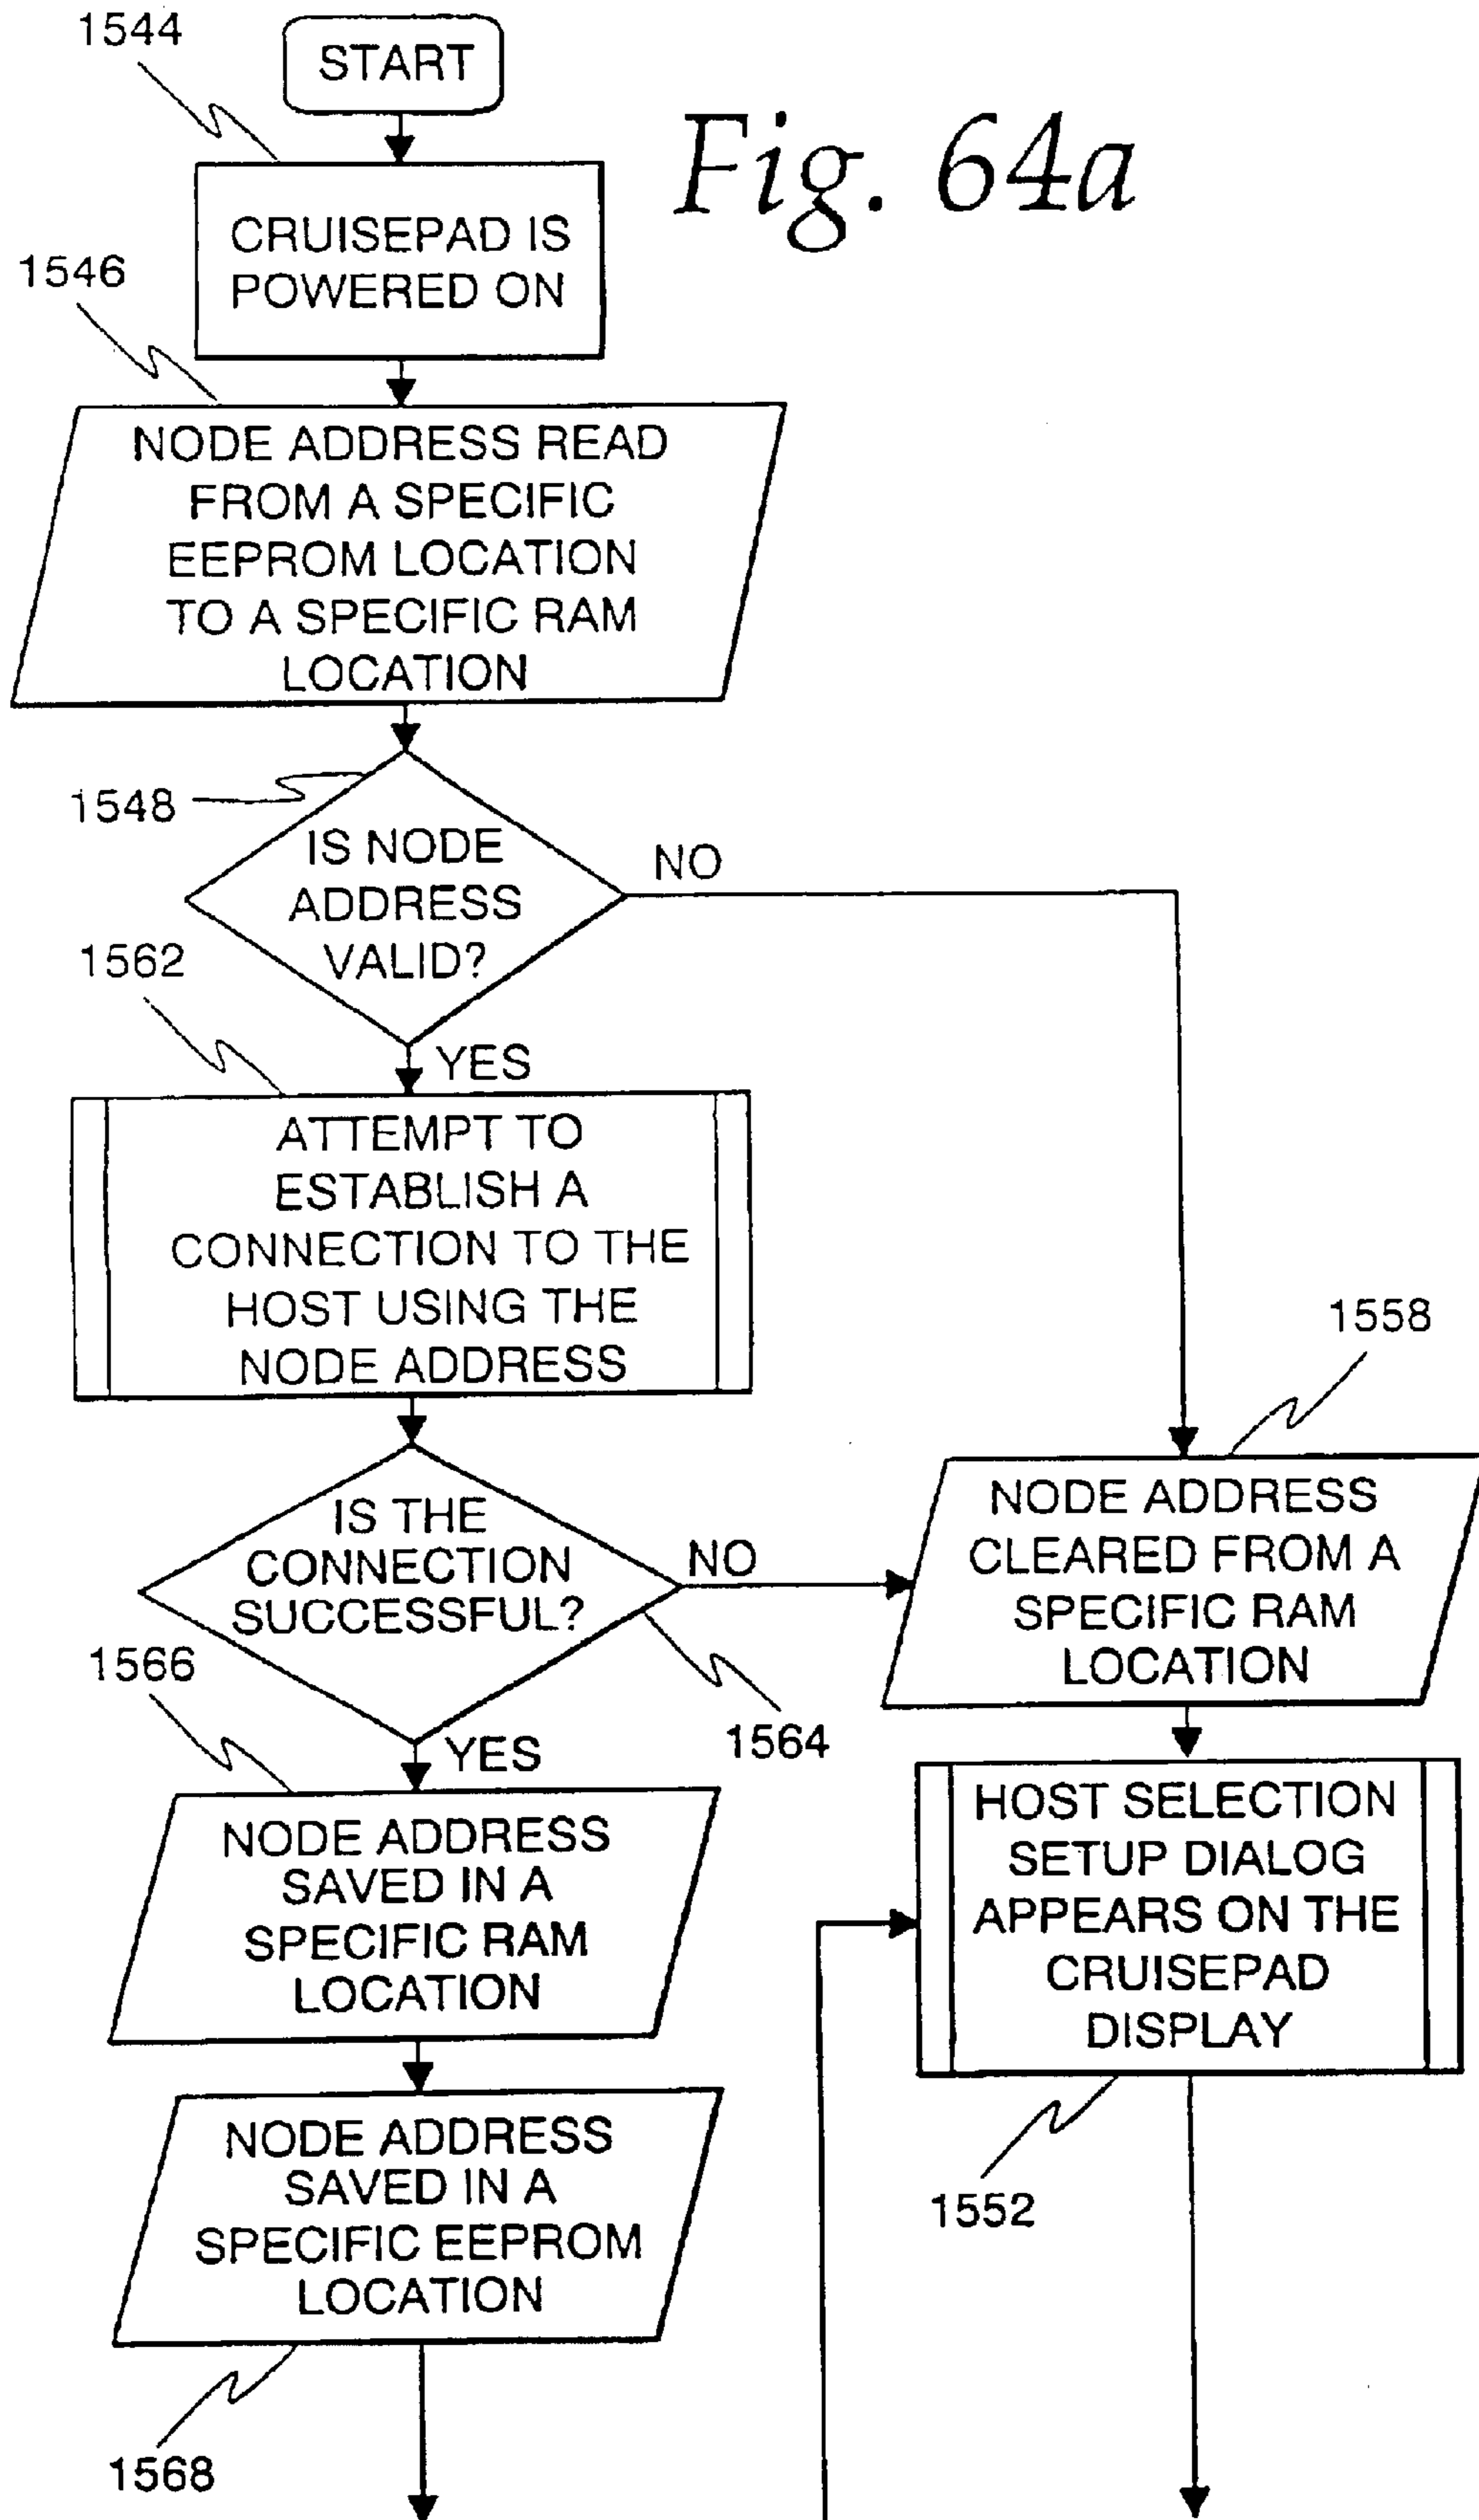 1544
START
Fig. 64a
CRUISEPAD IS
POWERED ON
1546
NODE ADDRESS READ
FROM A SPECIFIC
EEPROM LOCATION
TO A SPECIFIC RAM
LOCATION
1548
IS NODE
ADDRESS
VALID?
NO
1562
YES
ATTEMPT TO
ESTABLISH A
CONNECTION TO THE
HOST USING THE
NODE ADDRESS
1558
IS THE
CONNECTION
SUCCESSFUL?
NO
NODE ADDRESS
CLEARED FROM A
SPECIFIC RAM
LOCATION
1566
1564
YES
NODE ADDRESS
SAVED IN A
SPECIFIC RAM
LOCATION
HOST SELECTION
SETUP DIALOG
APPEARS ON THE
CRUISEPAD
DISPLAY
NODE ADDRESS
SAVED IN A
SPECIFIC EEPROM
LOCATION
1552
1568